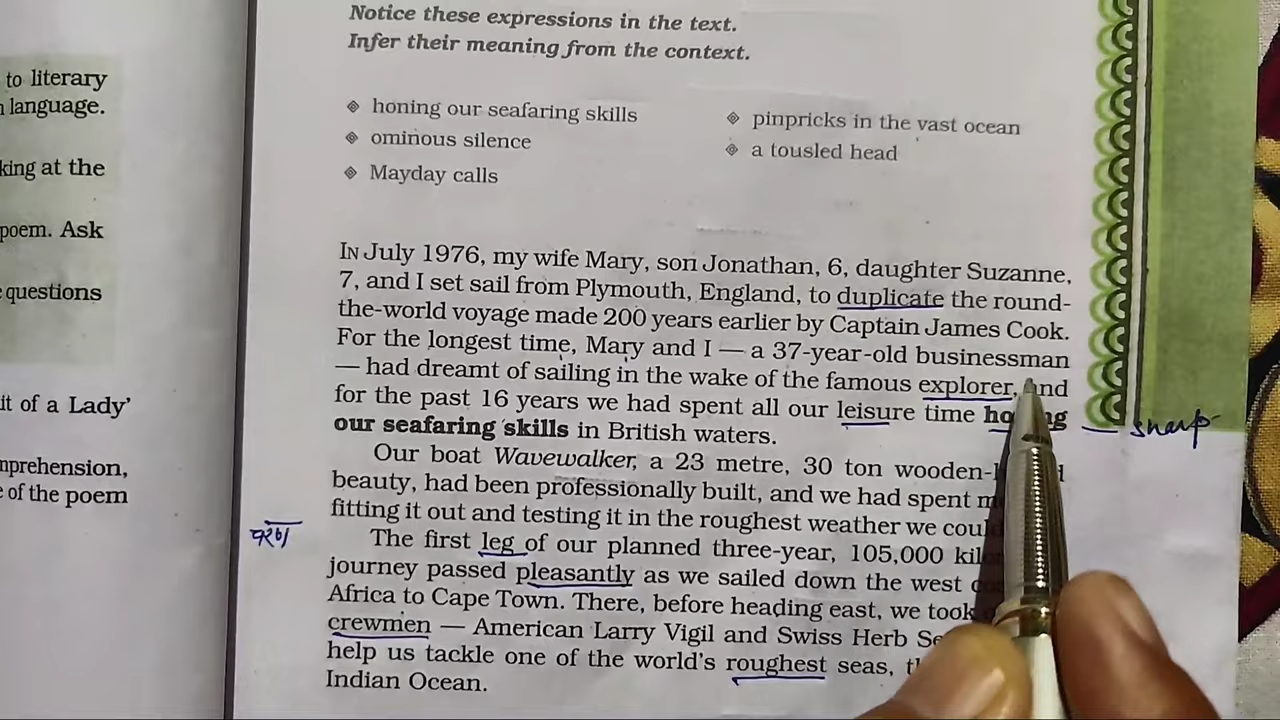 to literary
language.
king at the
poem. Ask
questions
it of a Lady'
nprehension,
e of the poem
Notice these expressions in the text.
Infer their meaning from the context.
honing our seafaring skills
ominous silence
Mayday calls
pinpricks in the vast ocean
a tousled head
IN July 1976, my wife Mary, son Jonathan, 6, daughter Suzanne,
7, and I set sail from Plymouth, England, to duplicate the round-
the-world voyage made 200 years earlier by Captain James Cook.
For the longest time, Mary and I — a 37-year-old businessman
— had dreamt of sailing in the wake of the famous explorer, and
for the past 16 years we had spent all our leisure time
our seafaring skills in British waters.
— sharp
Our boat Wavewalker, a 23 metre, 30 ton
beauty, had been professionally built, and we had spent
fitting it out and testing it in the roughest weather we
चरण
The first leg of our planned three-year, 105,000
journey passed pleasantly as we sailed down the west
Africa to Cape Town. There, before heading east, we took
crewmen — American Larry Vigil and Swiss Herb
help us tackle one of the world's roughest seas,
Indian Ocean.